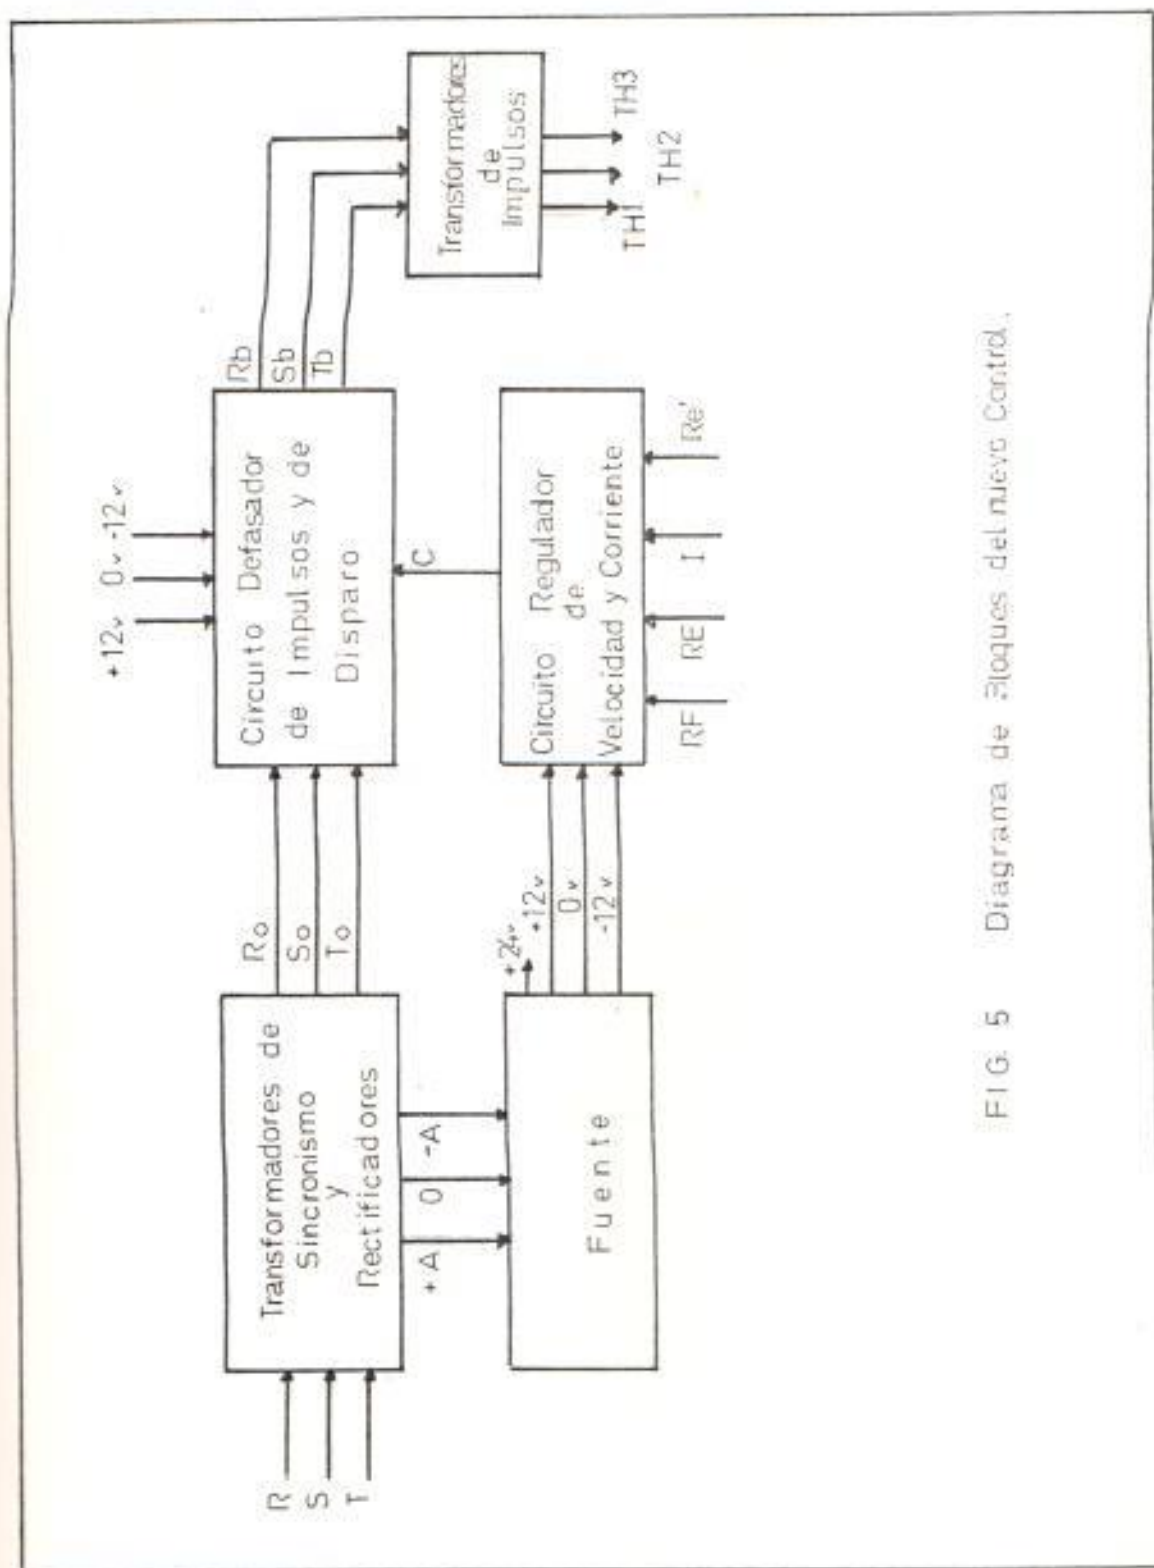 +12v 0v -12v
R
S
T
Transformadores de
Sincronismo
y
Rectificadores
Ro
So
To
Circuito Defasador
de Impulsos y de
Disparo
Rb
Sb
Tb
Transformadores
de
Impulsos
TH1
TH2
TH3
+A 0 -A
C
Fuente
+24v
+12v
0v
-12v
Circuito Regulador
de
Velocidad y Corriente
RF RE I Re'
FIG. 5 Diagrama de Bloques del nuevo Control.